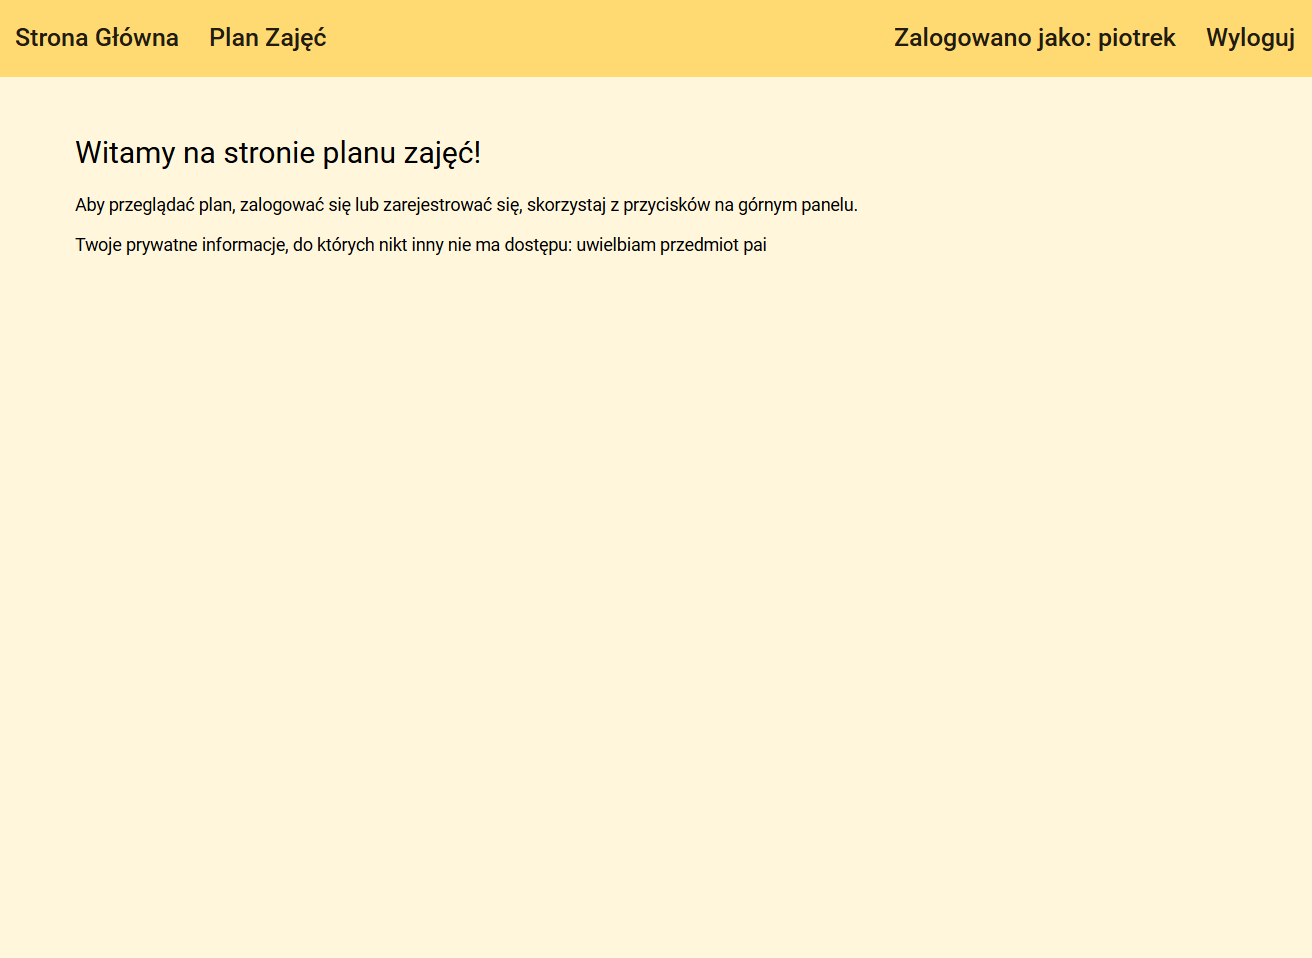 Strona Główna Plan Zajęć Zalogowano jako: piotrek Wyloguj
Witamy na stronie planu zajęć!
Aby przeglądać plan, zalogować się lub zarejestrować się, skorzystaj z przycisków na górnym panelu.
Twoje prywatne informacje, do których nikt inny nie ma dostępu: uwielbiam przedmiot pai